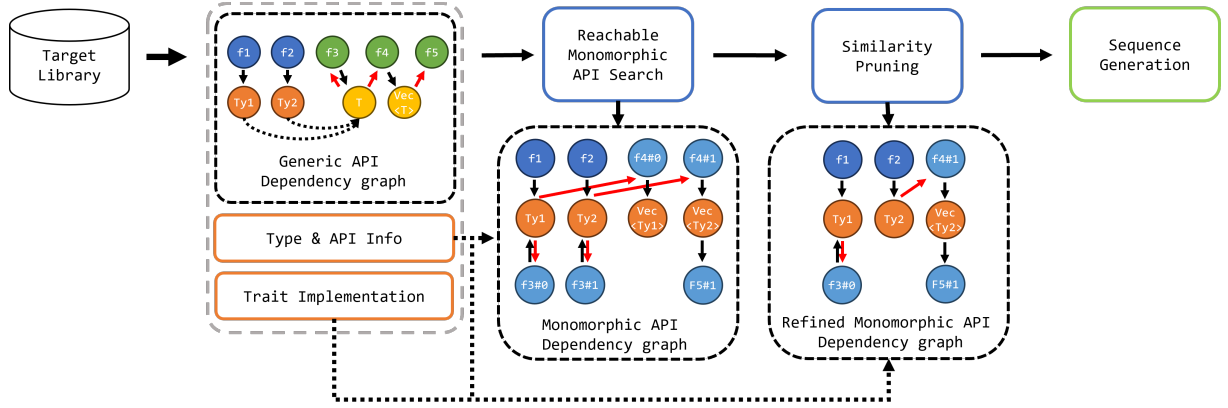 Target
Library
f1
f2
f3
f4
f5
Ty1
Ty2
T
Vec
<T>
Generic API
Dependency graph
Type & API Info
Trait Implementation
Reachable
Monomorphic
API Search
Similarity
Pruning
Sequence
Generation
f1
f2
f4#0
f4#1
Ty1
Ty2
Vec
<Ty1>
Vec
<Ty2>
f3#0
f3#1
F5#1
Monomorphic API
Dependency graph
f1
f2
f4#1
Ty1
Ty2
Vec
<Ty2>
f3#0
F5#1
Refined Monomorphic API
Dependency graph